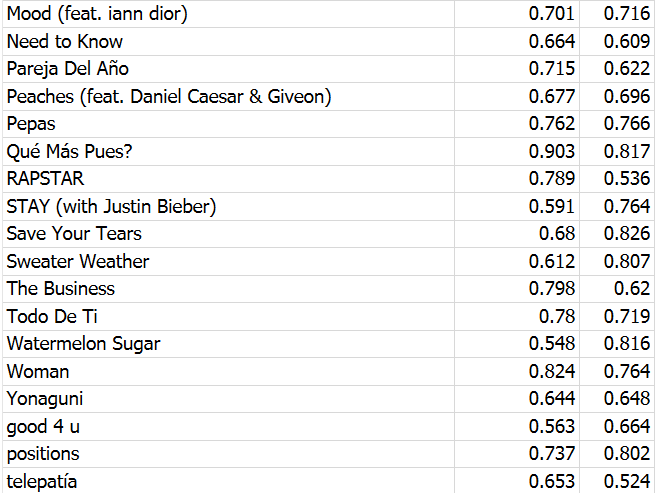 Mood (feat. iann dior) 0.701 0.716
Need to Know 0.664 0.609
Pareja Del Año 0.715 0.622
Peaches (feat. Daniel Caesar & Giveon) 0.677 0.696
Pepas 0.762 0.766
Qué Más Pues? 0.903 0.817
RAPSTAR 0.789 0.536
STAY (with Justin Bieber) 0.591 0.764
Save Your Tears 0.68 0.826
Sweater Weather 0.612 0.807
The Business 0.798 0.62
Todo De Ti 0.78 0.719
Watermelon Sugar 0.548 0.816
Woman 0.824 0.764
Yonaguni 0.644 0.648
good 4 u 0.563 0.664
positions 0.737 0.802
telepatía 0.653 0.524